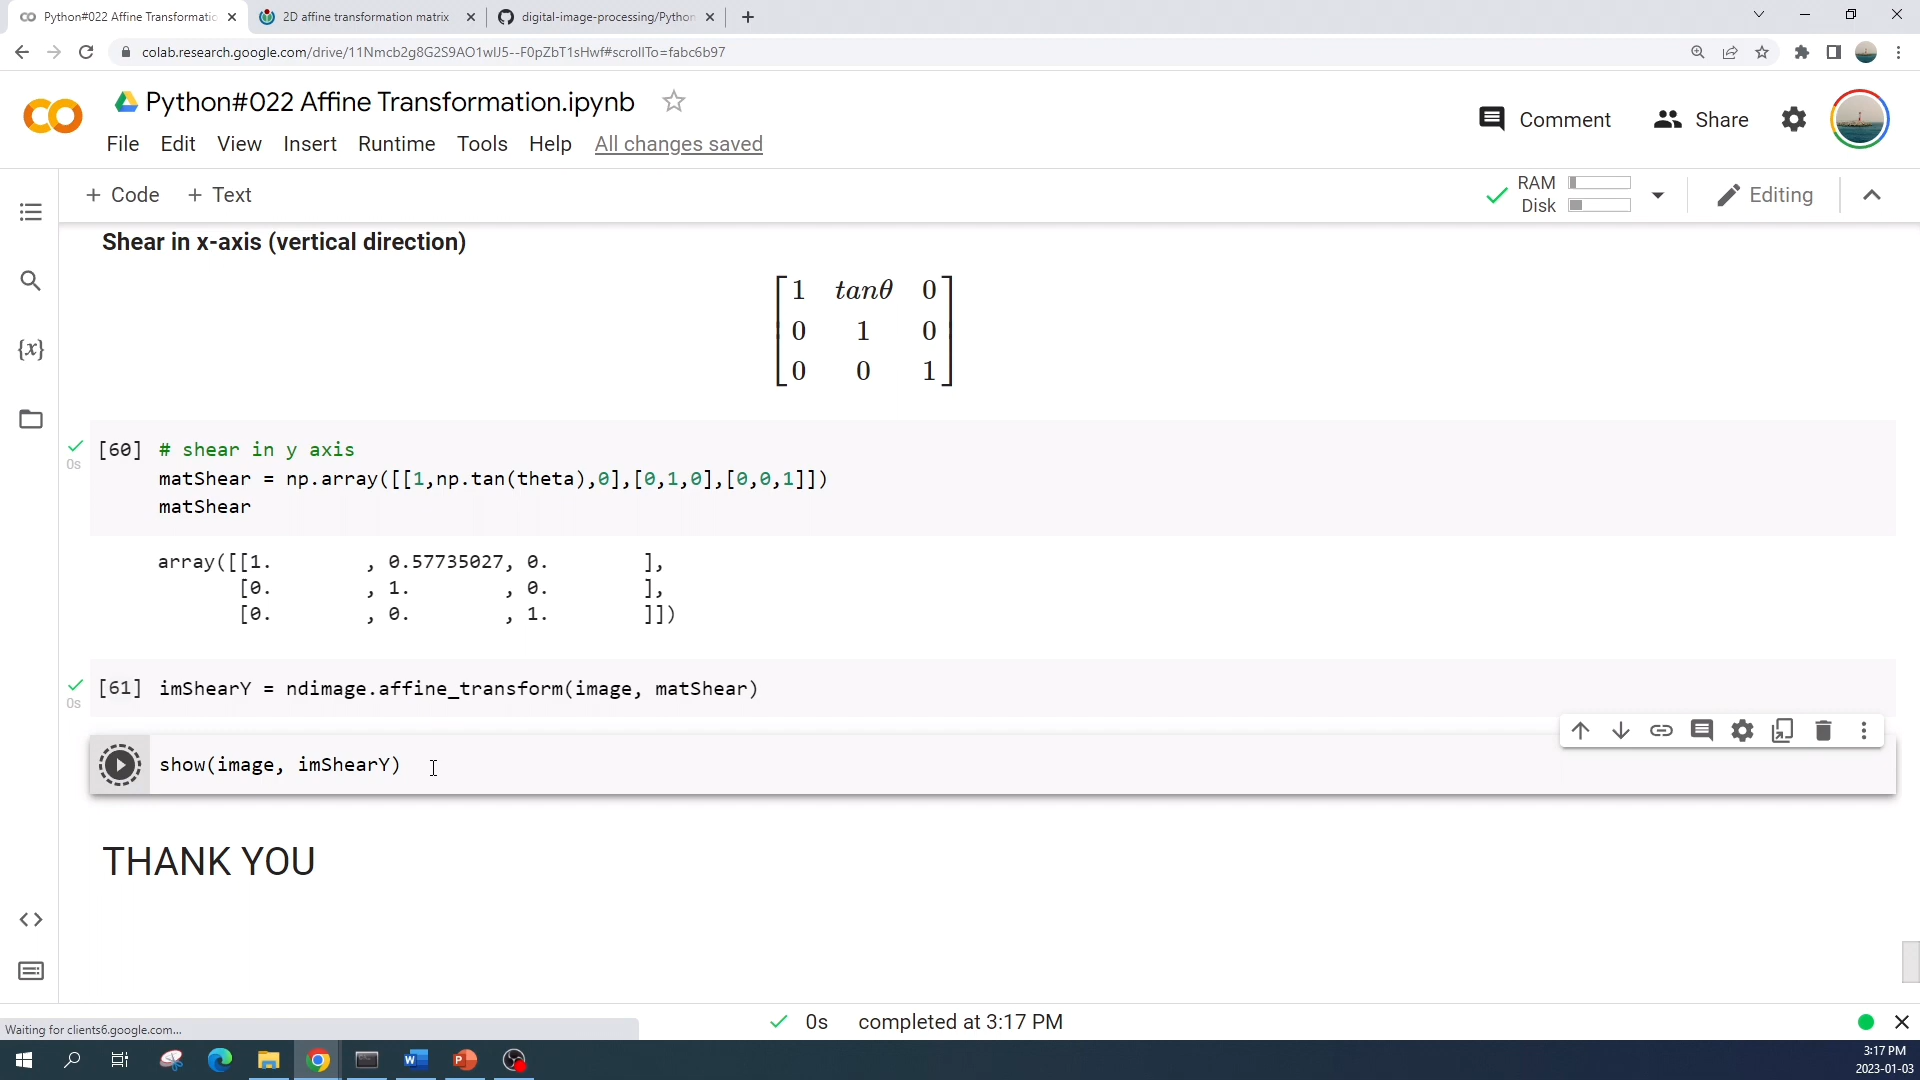 Python#022 Affine Transformatio
2D affine transformation matrix
digital-image-processing/Python
colab.research.google.com/drive/11Nmcb2g8G2S9AO1wIJ5--F0pZbT1sHwf#scrollTo=fabc6b97
Python#022 Affine Transformation.ipynb
Comment
Share
File Edit View Insert Runtime Tools Help All changes saved
+ Code + Text
RAM
Disk
Editing
Shear in x-axis (vertical direction)
1 tanθ 0
0 1 0
0 0 1
{x}
[60] # shear in y axis
0s
matShear = np.array([[1,np.tan(theta),0],[0,1,0],[0,0,1]])
matShear
array([[1. , 0.57735027, 0. ],
[0. , 1. , 0. ],
[0. , 0. , 1. ]])
[61] imShearY = ndimage.affine_transform(image, matShear)
0s
show(image, imShearY)
THANK YOU
Waiting for clients6.google.com...
0s completed at 3:17 PM
3:17 PM
2023-01-03